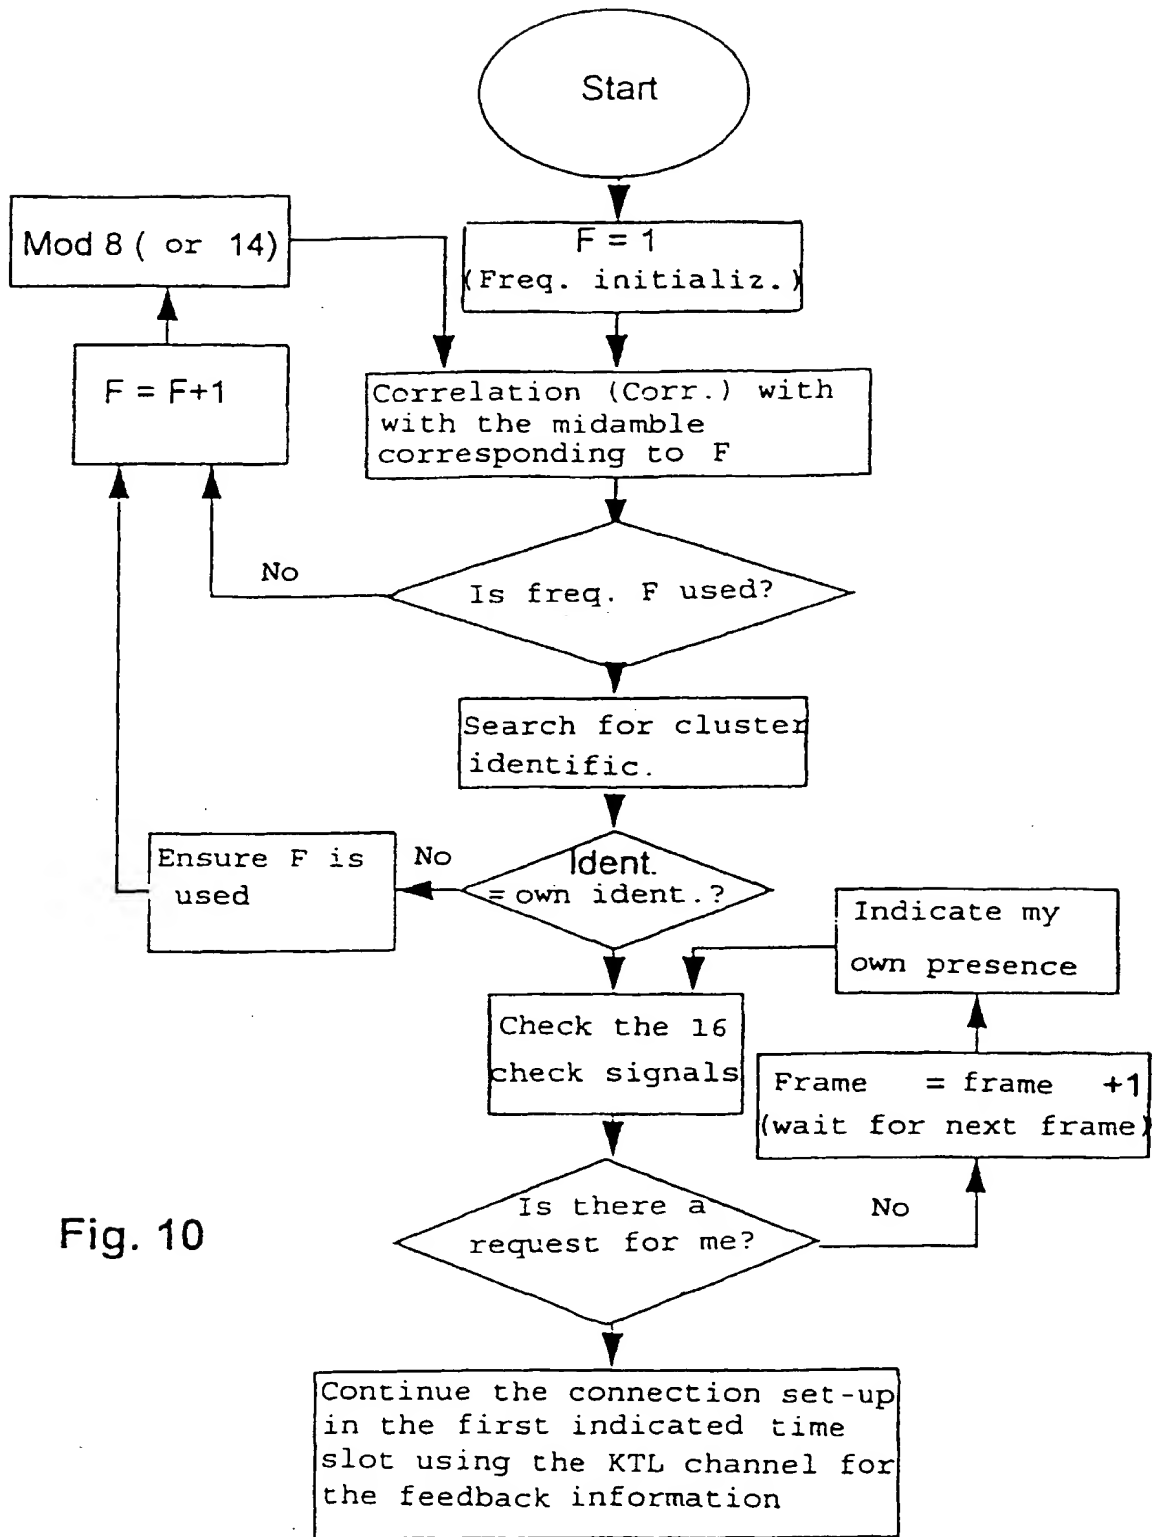 Start
F = 1
(Freq. initializ.)
Mod 8 ( or 14)
F = F+1
Correlation (Corr.) with
with the midamble
corresponding to F
No
Is freq. F used?
Search for cluster
identific.
Ensure F is
used
No
Ident.
= own ident.?
Indicate my
own presence
Check the 16
check signals
Frame = frame +1
(wait for next frame)
Is there a
request for me?
No
Fig. 10
Continue the connection set-up
in the first indicated time
slot using the KTL channel for
the feedback information